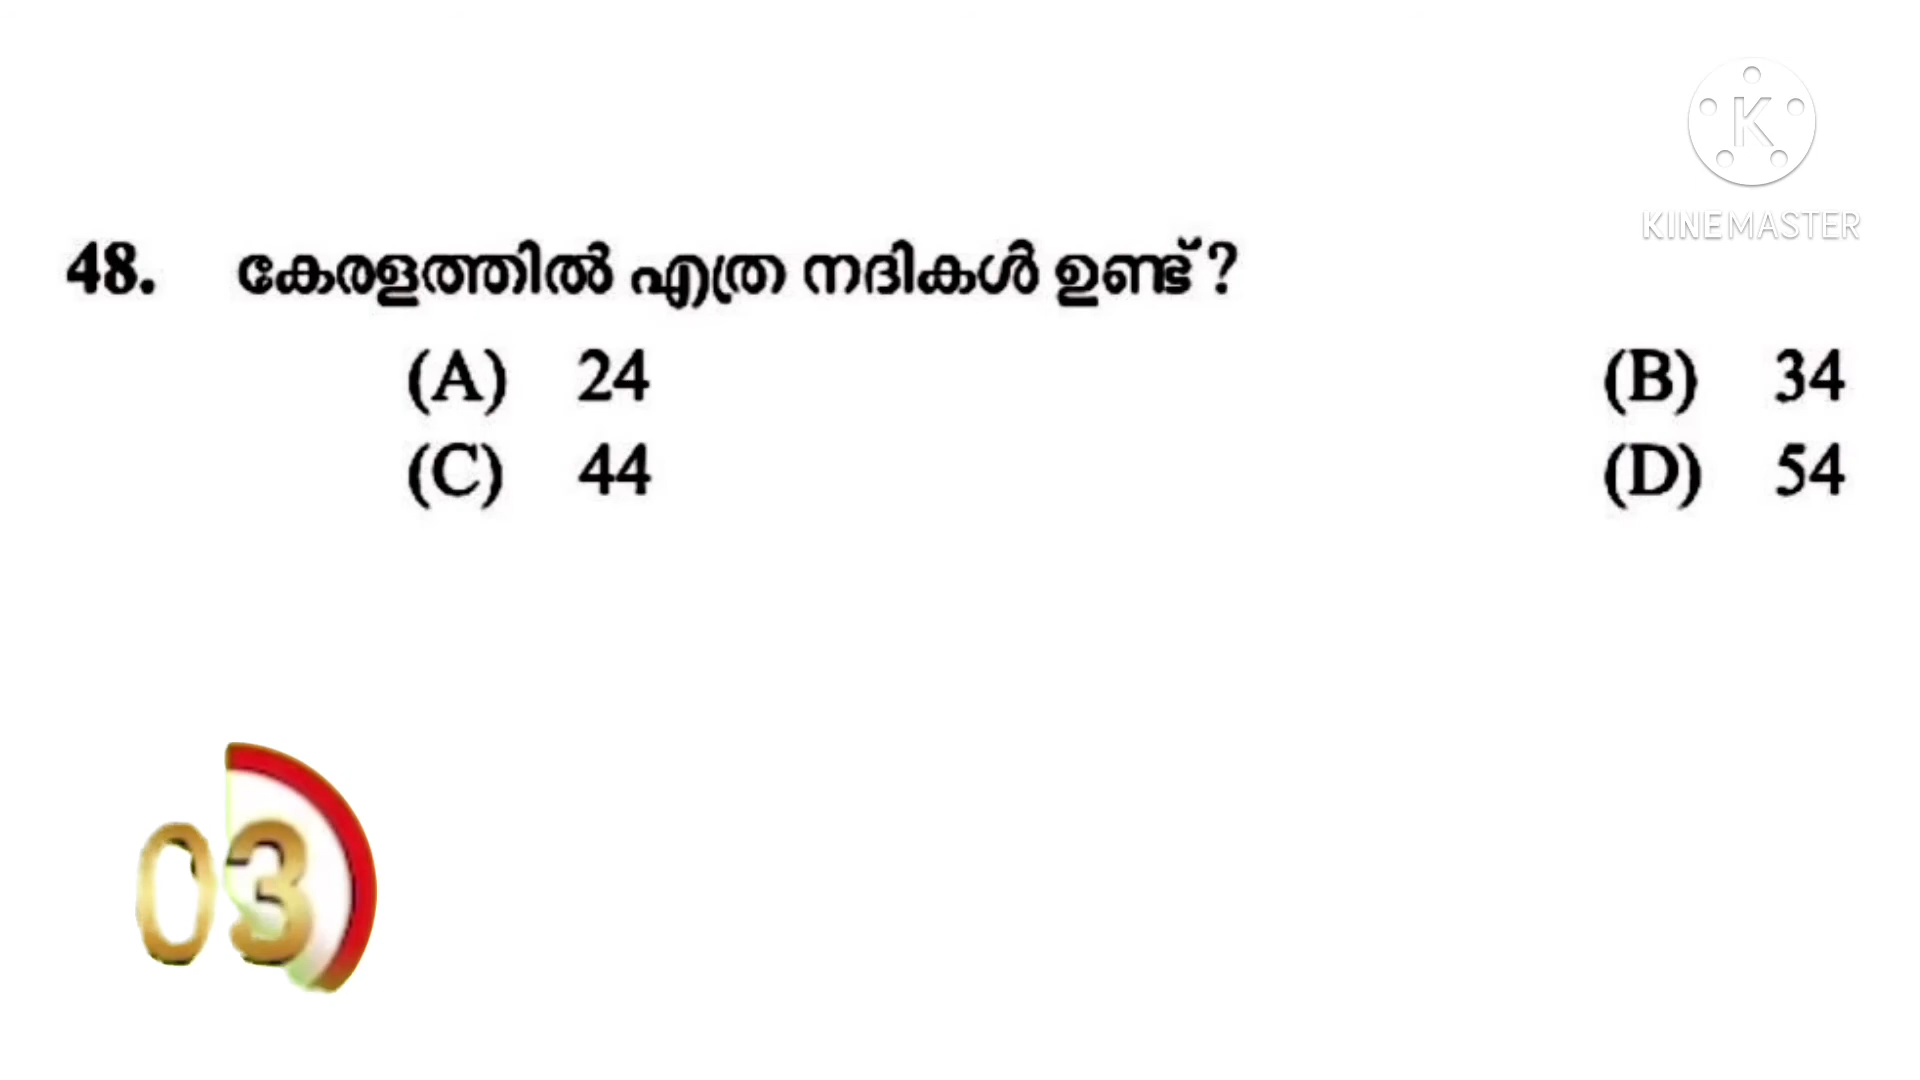 K
KINEMASTER
48. കേരളത്തിൽ എത്ര നദികൾ ഉണ്ട് ?
(A) 24 (B) 34
(C) 44 (D) 54
03